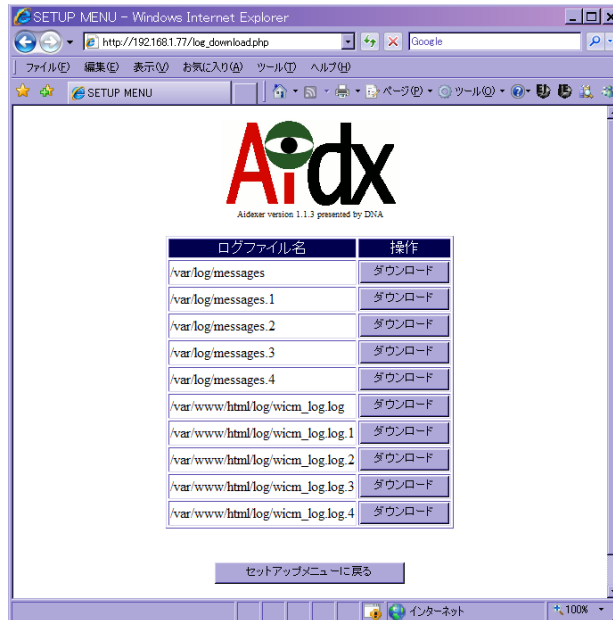 SETUP MENU - Windows Internet Explorer
http://192.168.1.77/log_download.php
Google
ファイル(F) 編集(E) 表示(V) お気に入り(A) ツール(T) ヘルプ(H)
SETUP MENU
ページ(P) ツール(O)
Aidx
Aidexer version 1.1.3 presented by DNA
ログファイル名 操作
/var/log/messages ダウンロード
/var/log/messages.1 ダウンロード
/var/log/messages.2 ダウンロード
/var/log/messages.3 ダウンロード
/var/log/messages.4 ダウンロード
/var/www/html/log/wicm_log.log ダウンロード
/var/www/html/log/wicm_log.log.1 ダウンロード
/var/www/html/log/wicm_log.log.2 ダウンロード
/var/www/html/log/wicm_log.log.3 ダウンロード
/var/www/html/log/wicm_log.log.4 ダウンロード
セットアップメニューに戻る
インターネット 100%